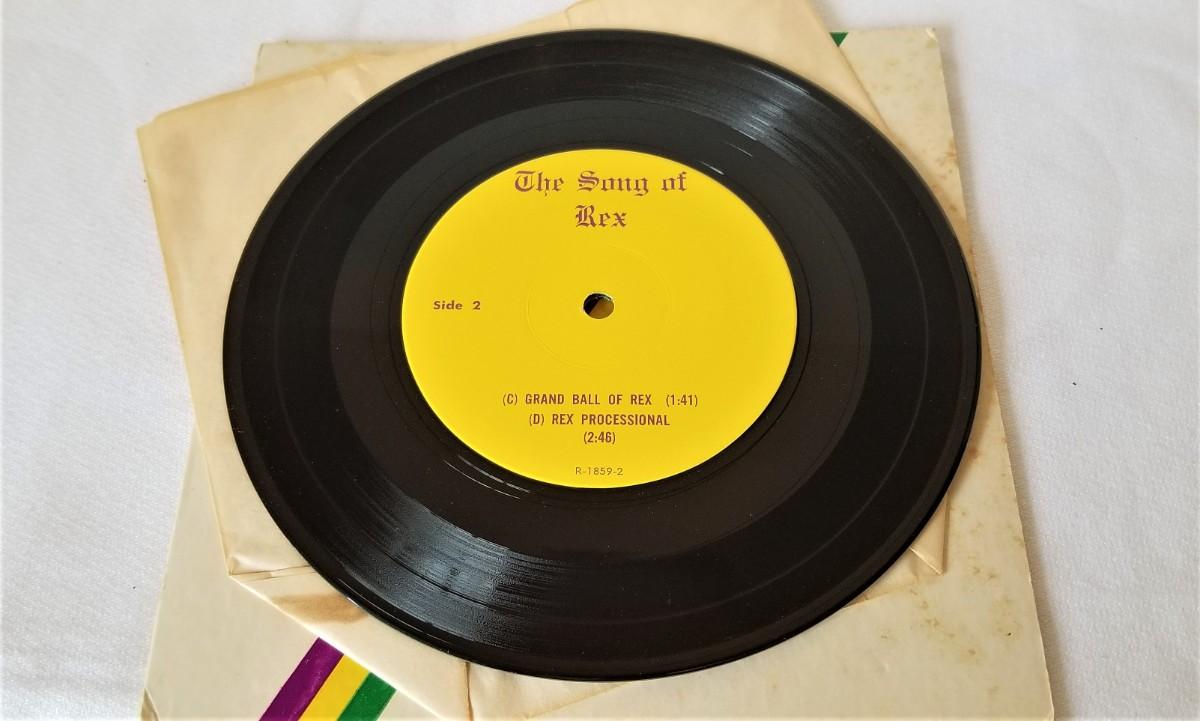 The Song of
Rex
Side 2
(C) GRAND BALL OF REX (1:41)
(D) REX PROCESSIONAL
(2:46)
R-1859-2